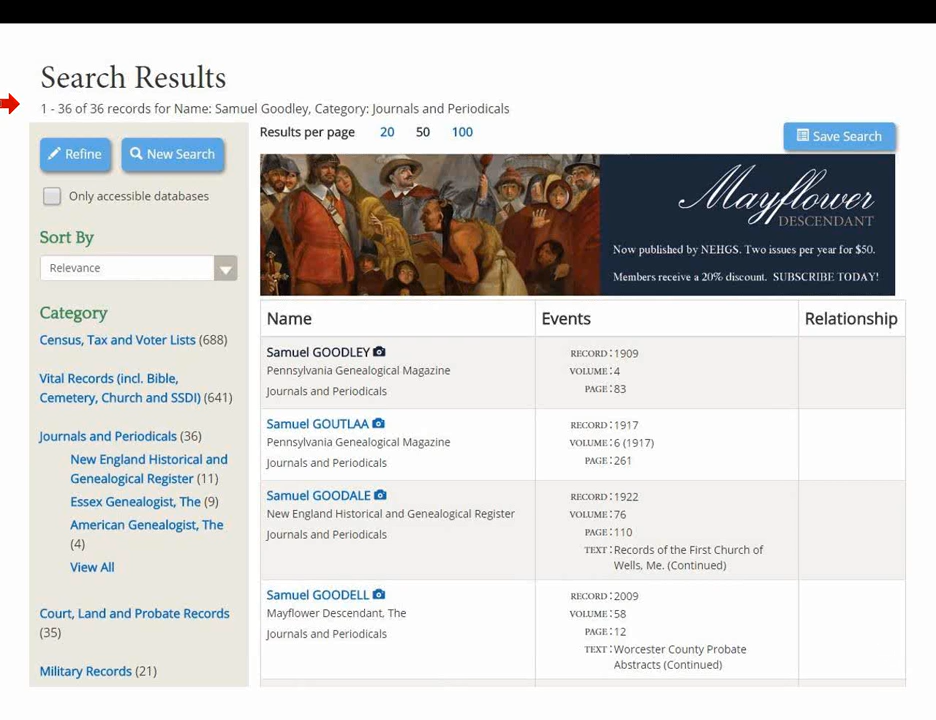 Search Results
1 - 36 of 36 records for Name: Samuel Goodley, Category: Journals and Periodicals
Refine
New Search
Only accessible databases
Sort By
Relevance
Category
Census, Tax and Voter Lists (688)
Vital Records (incl. Bible,
Cemetery, Church and SSDI) (641)
Journals and Periodicals (36)
New England Historical and
Genealogical Register (11)
Essex Genealogist, The (9)
American Genealogist, The
(4)
View All
Court, Land and Probate Records
(35)
Military Records (21)
Results per page 20 50 100
Save Search
Mayflower
DESCENDANT
Now published by NEHGS. Two issues per year for $50.
Members receive a 20% discount. SUBSCRIBE TODAY!
Name Events Relationship
Samuel GOODLEY
Pennsylvania Genealogical Magazine
Journals and Periodicals
RECORD: 1909
VOLUME: 4
PAGE: 83
Samuel GOUTLAA
Pennsylvania Genealogical Magazine
Journals and Periodicals
RECORD: 1917
VOLUME: 6 (1917)
PAGE: 261
Samuel GOODALE
New England Historical and Genealogical Register
Journals and Periodicals
RECORD: 1922
VOLUME: 76
PAGE: 110
TEXT: Records of the First Church of
Wells, Me. (Continued)
Samuel GOODELL
Mayflower Descendant, The
Journals and Periodicals
RECORD: 2009
VOLUME: 58
PAGE: 12
TEXT: Worcester County Probate
Abstracts (Continued)